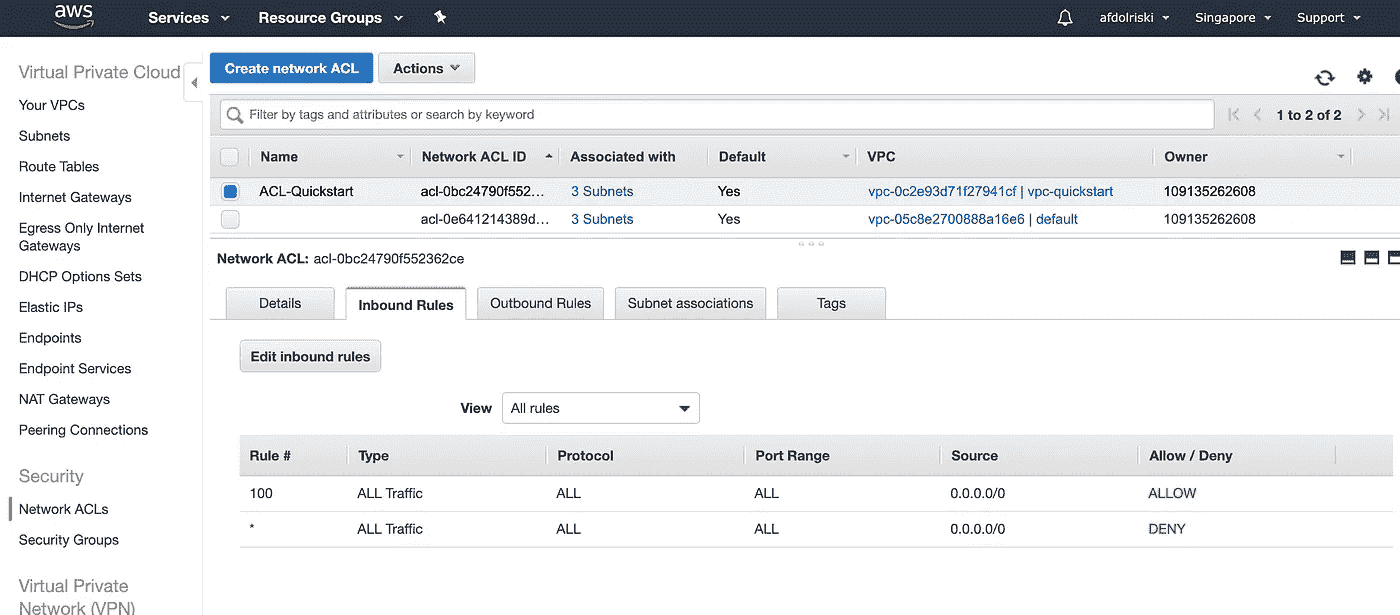 aws Services Resource Groups afdolriski Singapore Support
Virtual Private Cloud
Your VPCs
Subnets
Route Tables
Internet Gateways
Egress Only Internet
Gateways
DHCP Options Sets
Elastic IPs
Endpoints
Endpoint Services
NAT Gateways
Peering Connections
Security
Network ACLs
Security Groups
Virtual Private
Network (VPN)
Create network ACL Actions
Filter by tags and attributes or search by keyword 1 to 2 of 2
Name Network ACL ID Associated with Default VPC Owner
ACL-Quickstart acl-0bc24790f552... 3 Subnets Yes vpc-0c2e93d71f27941cf | vpc-quickstart 109135262608
acl-0e641214389d... 3 Subnets Yes vpc-05c8e2700888a16e6 | default 109135262608
Network ACL: acl-0bc24790f552362ce
Details Inbound Rules Outbound Rules Subnet associations Tags
Edit inbound rules
View All rules
Rule # Type Protocol Port Range Source Allow / Deny
100 ALL Traffic ALL ALL 0.0.0.0/0 ALLOW
* ALL Traffic ALL ALL 0.0.0.0/0 DENY